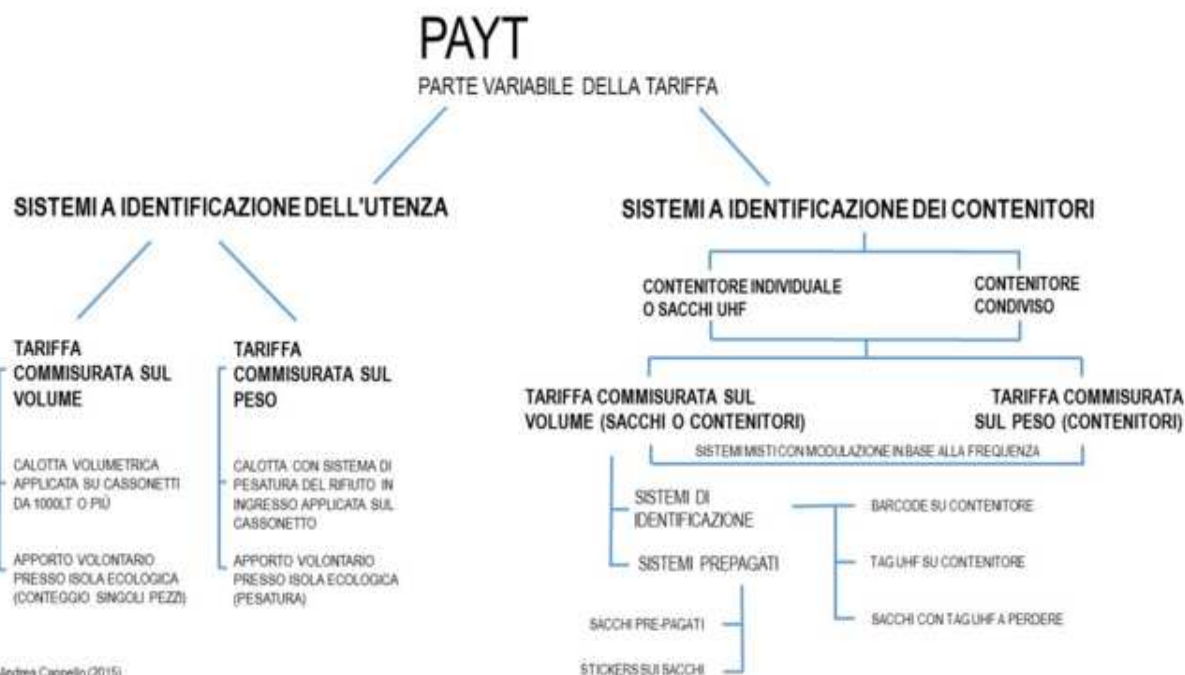 PAYT
PARTE VARIABILE DELLA TARIFFA
SISTEMI A IDENTIFICAZIONE DELL'UTENZA
TARIFFA
COMMISURATA SUL
VOLUME
CALOTTA VOLUMETRICA
APPLICATA SU CASSONETTI
DA 1000LT O PIÙ
APPORTO VOLONTARIO
PRESSO ISOLA ECOLOGICA
(CONTEGGIO SINGOLI PEZZI)
TARIFFA
COMMISURATA SUL
PESO
CALOTTA CON SISTEMA DI
PESATURA DEL RIFIUTO IN
INGRESSO APPLICATA SUL
CASSONETTO
APPORTO VOLONTARIO
PRESSO ISOLA ECOLOGICA
(PESATURA)
SISTEMI A IDENTIFICAZIONE DEI CONTENITORI
CONTENITORE INDIVIDUALE
O SACCHI UHF
CONTENITORE
CONDIVISO
TARIFFA COMMISURATA SUL
VOLUME (SACCHI O CONTENITORI)
TARIFFA COMMISURATA
SUL PESO (CONTENITORI)
SISTEMI MISTI CON MODULAZIONE IN BASE ALLA FREQUENZA
SISTEMI DI
IDENTIFICAZIONE
BARCODE SU CONTENITORE
TAG UHF SU CONTENITORE
SACCHI CON TAG UHF A PERDERE
SISTEMI PREPAGATI
SACCHI PRE-PAGATI
STICKERS SUI SACCHI
Andrea Cappello (2015)